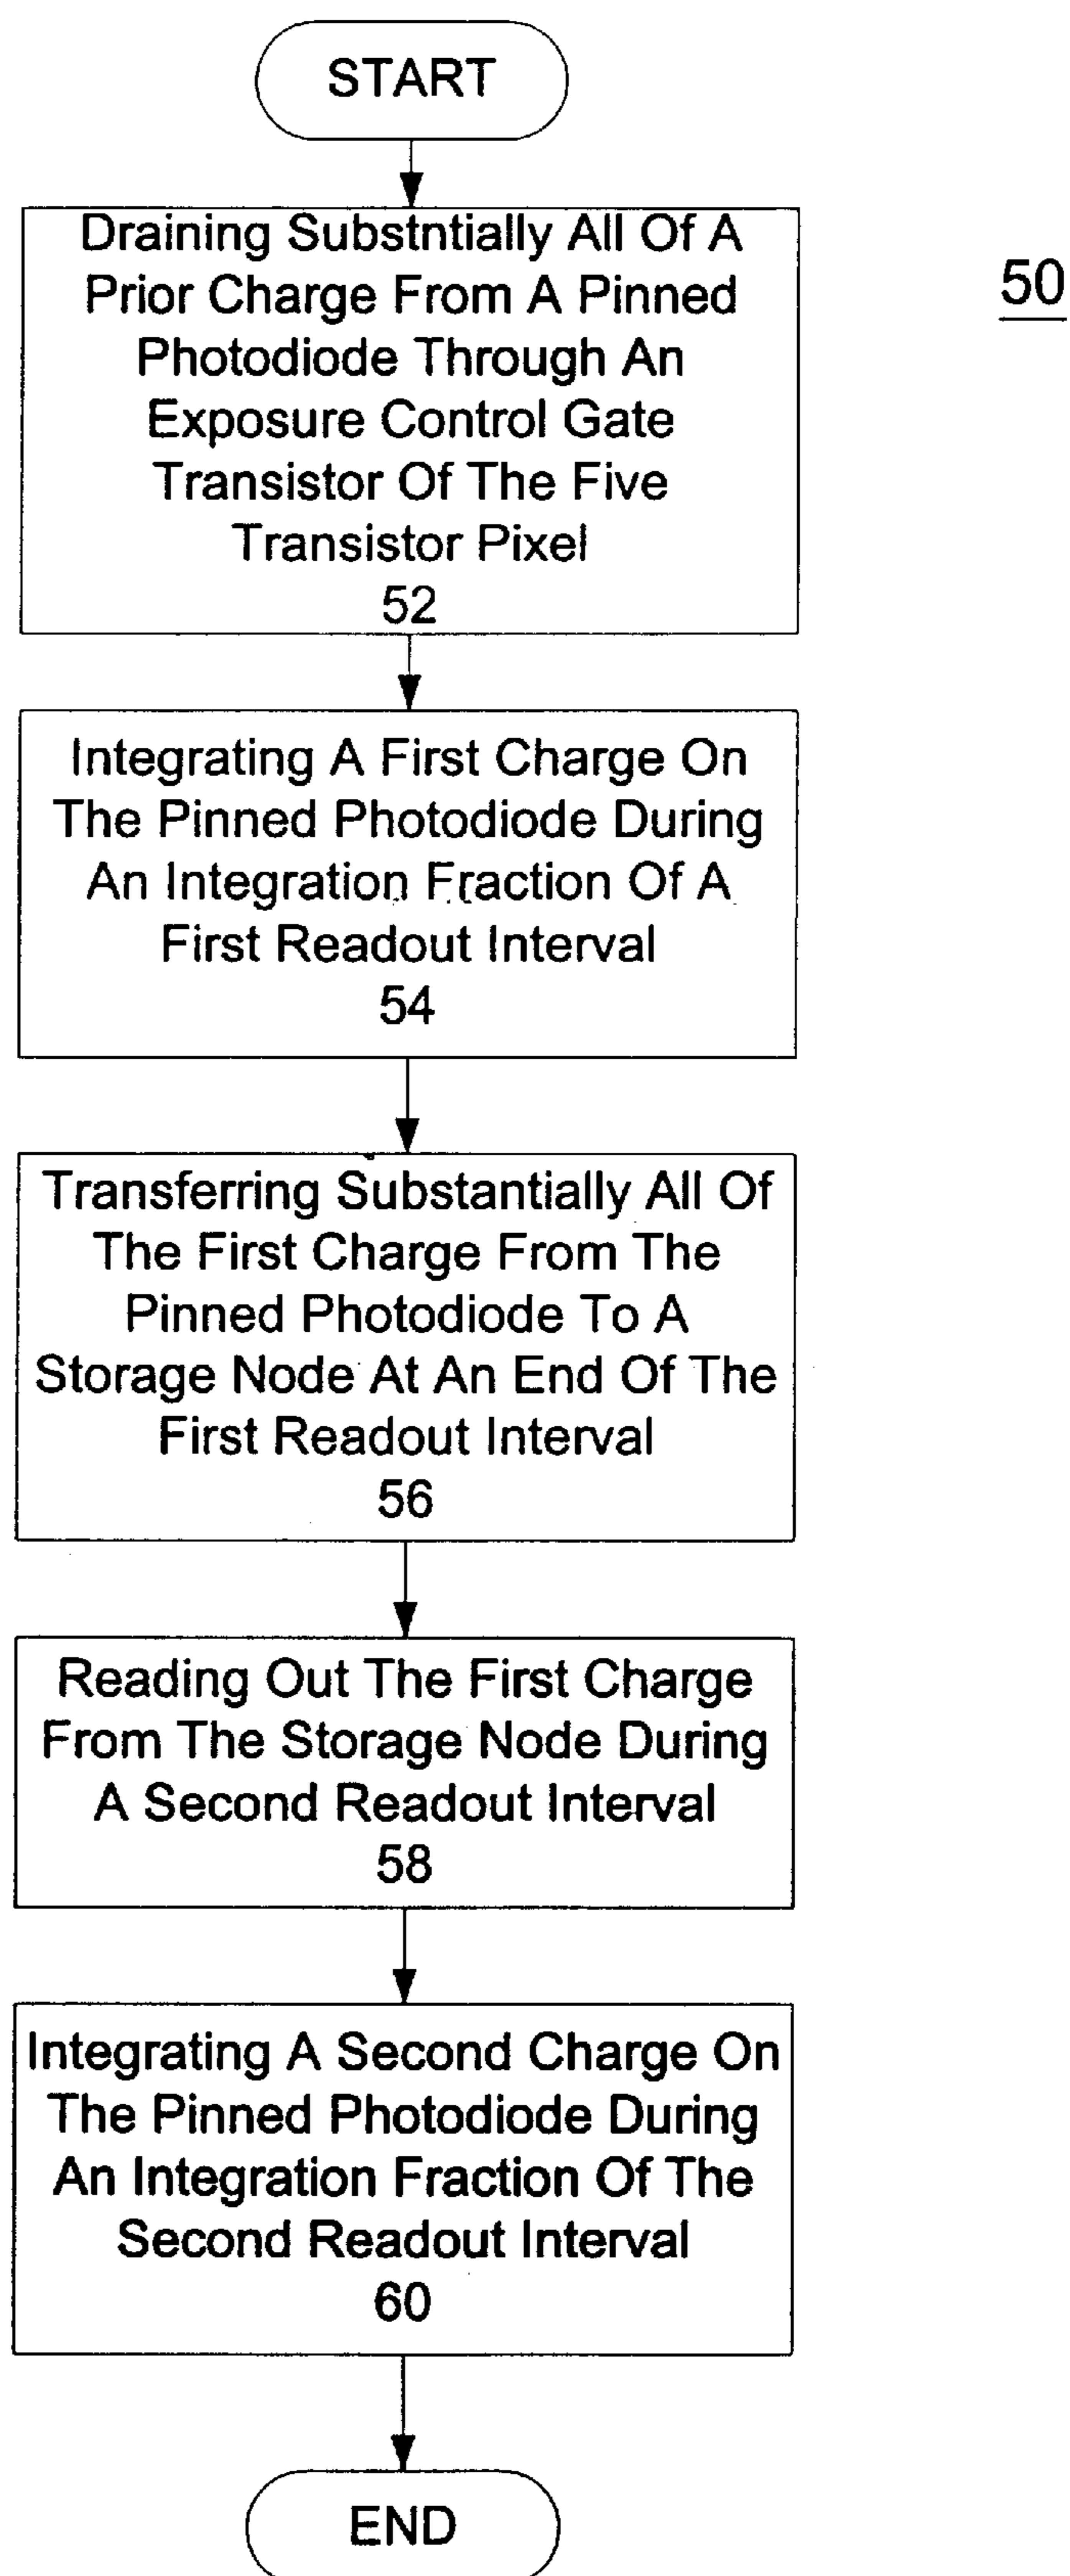 START
Draining Substntially All Of A
Prior Charge From A Pinned
Photodiode Through An
Exposure Control Gate
Transistor Of The Five
Transistor Pixel
52
50
Integrating A First Charge On
The Pinned Photodiode During
An Integration Fraction Of A
First Readout Interval
54
Transferring Substantially All Of
The First Charge From The
Pinned Photodiode To A
Storage Node At An End Of The
First Readout Interval
56
Reading Out The First Charge
From The Storage Node During
A Second Readout Interval
58
Integrating A Second Charge On
The Pinned Photodiode During
An Integration Fraction Of The
Second Readout Interval
60
END